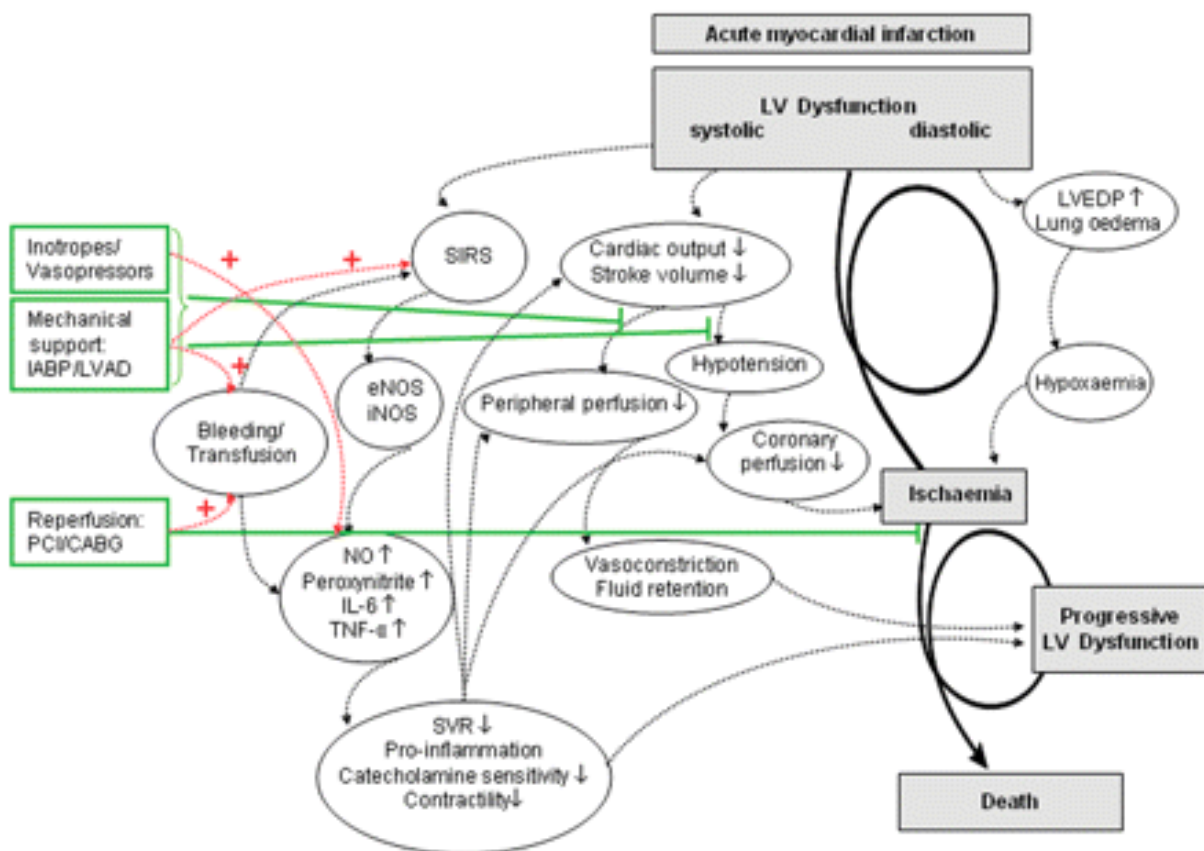 Acute myocardial infarction
LV Dysfunction
systolic diastolic
LVEDP ↑
Lung oedema
Inotropes/
Vasopressors
+
+
SIRS
Cardiac output ↓
Stroke volume ↓
Mechanical
support:
IABP/LVAD
+
eNOS
iNOS
Hypotension
Hypoxaemia
Peripheral perfusion ↓
Bleeding/
Transfusion
Coronary
perfusion ↓
Ischaemia
Reperfusion:
PCI/CABG
+
NO ↑
Peroxynitrite ↑
IL-6 ↑
TNF-α ↑
Vasoconstriction
Fluid retention
Progressive
LV Dysfunction
SVR ↓
Pro-inflammation
Catecholamine sensitivity ↓
Contractility↓
Death